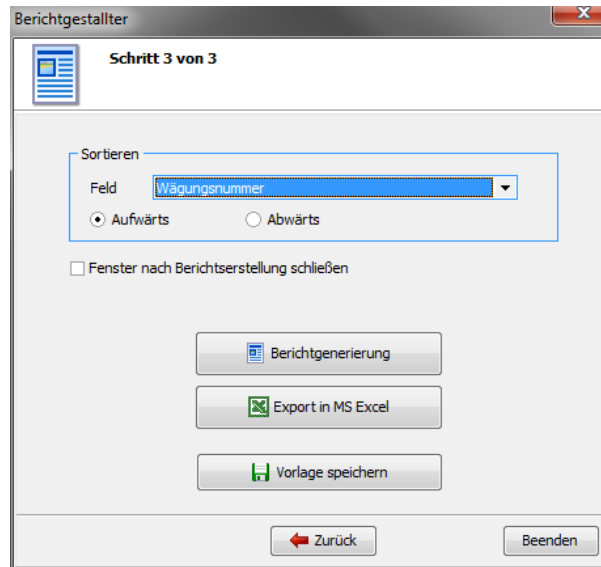 Berichtgestallter
Schritt 3 von 3
Sortieren
Feld Wägungsnummer
Aufwärts Abwärts
Fenster nach Berichtserstellung schließen
Berichtgenerierung
Export in MS Excel
Vorlage speichern
Zurück Beenden